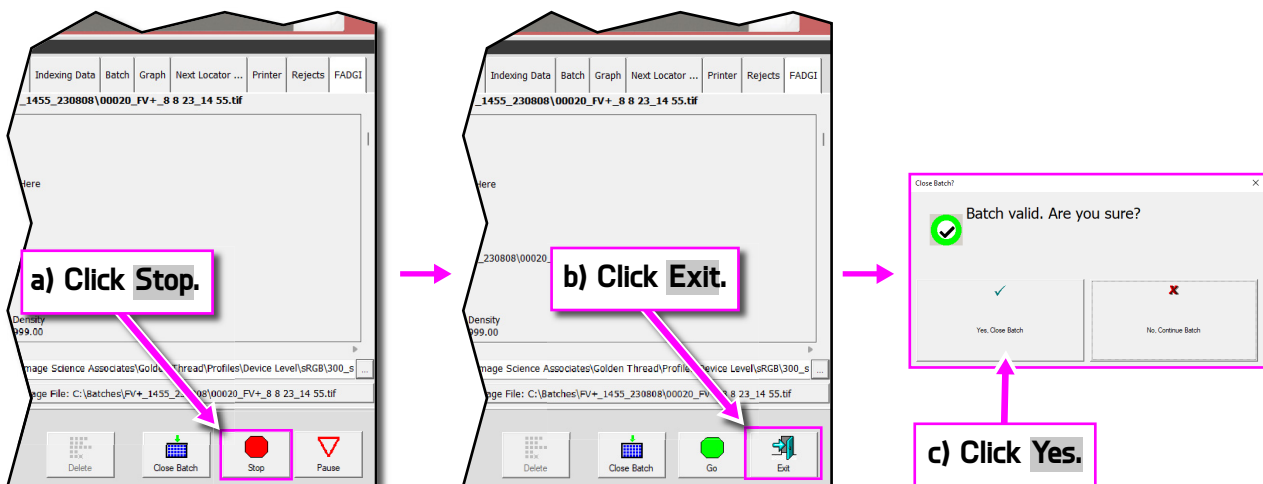 Indexing Data Batch Graph Next Locator ... Printer Rejects FADGI
_1455_230808\00020_FV+_8 8 23_14 55.tif
Here
a) Click Stop.
Density
999.00
mage Science Associates\Golden Thread\Profiles\Device Level\sRGB\300_s ...
age File: C:\Batches\FV+_1455_230808\00020_FV+_8 8 23_14 55.tif
Delete Close Batch Stop Pause
Indexing Data Batch Graph Next Locator ... Printer Rejects FADGI
_1455_230808\00020_FV+_8 8 23_14 55.tif
Here
_230808\00020_
b) Click Exit.
Density
999.00
mage Science Associates\Golden Thread\Profiles\Device Level\sRGB\300_s ...
age File: C:\Batches\FV+_1455_230808\00020_FV+_8 8 23_14 55.tif
Delete Close Batch Go Exit
Close Batch? X
Batch valid. Are you sure?
Yes, Close Batch No, Continue Batch
c) Click Yes.